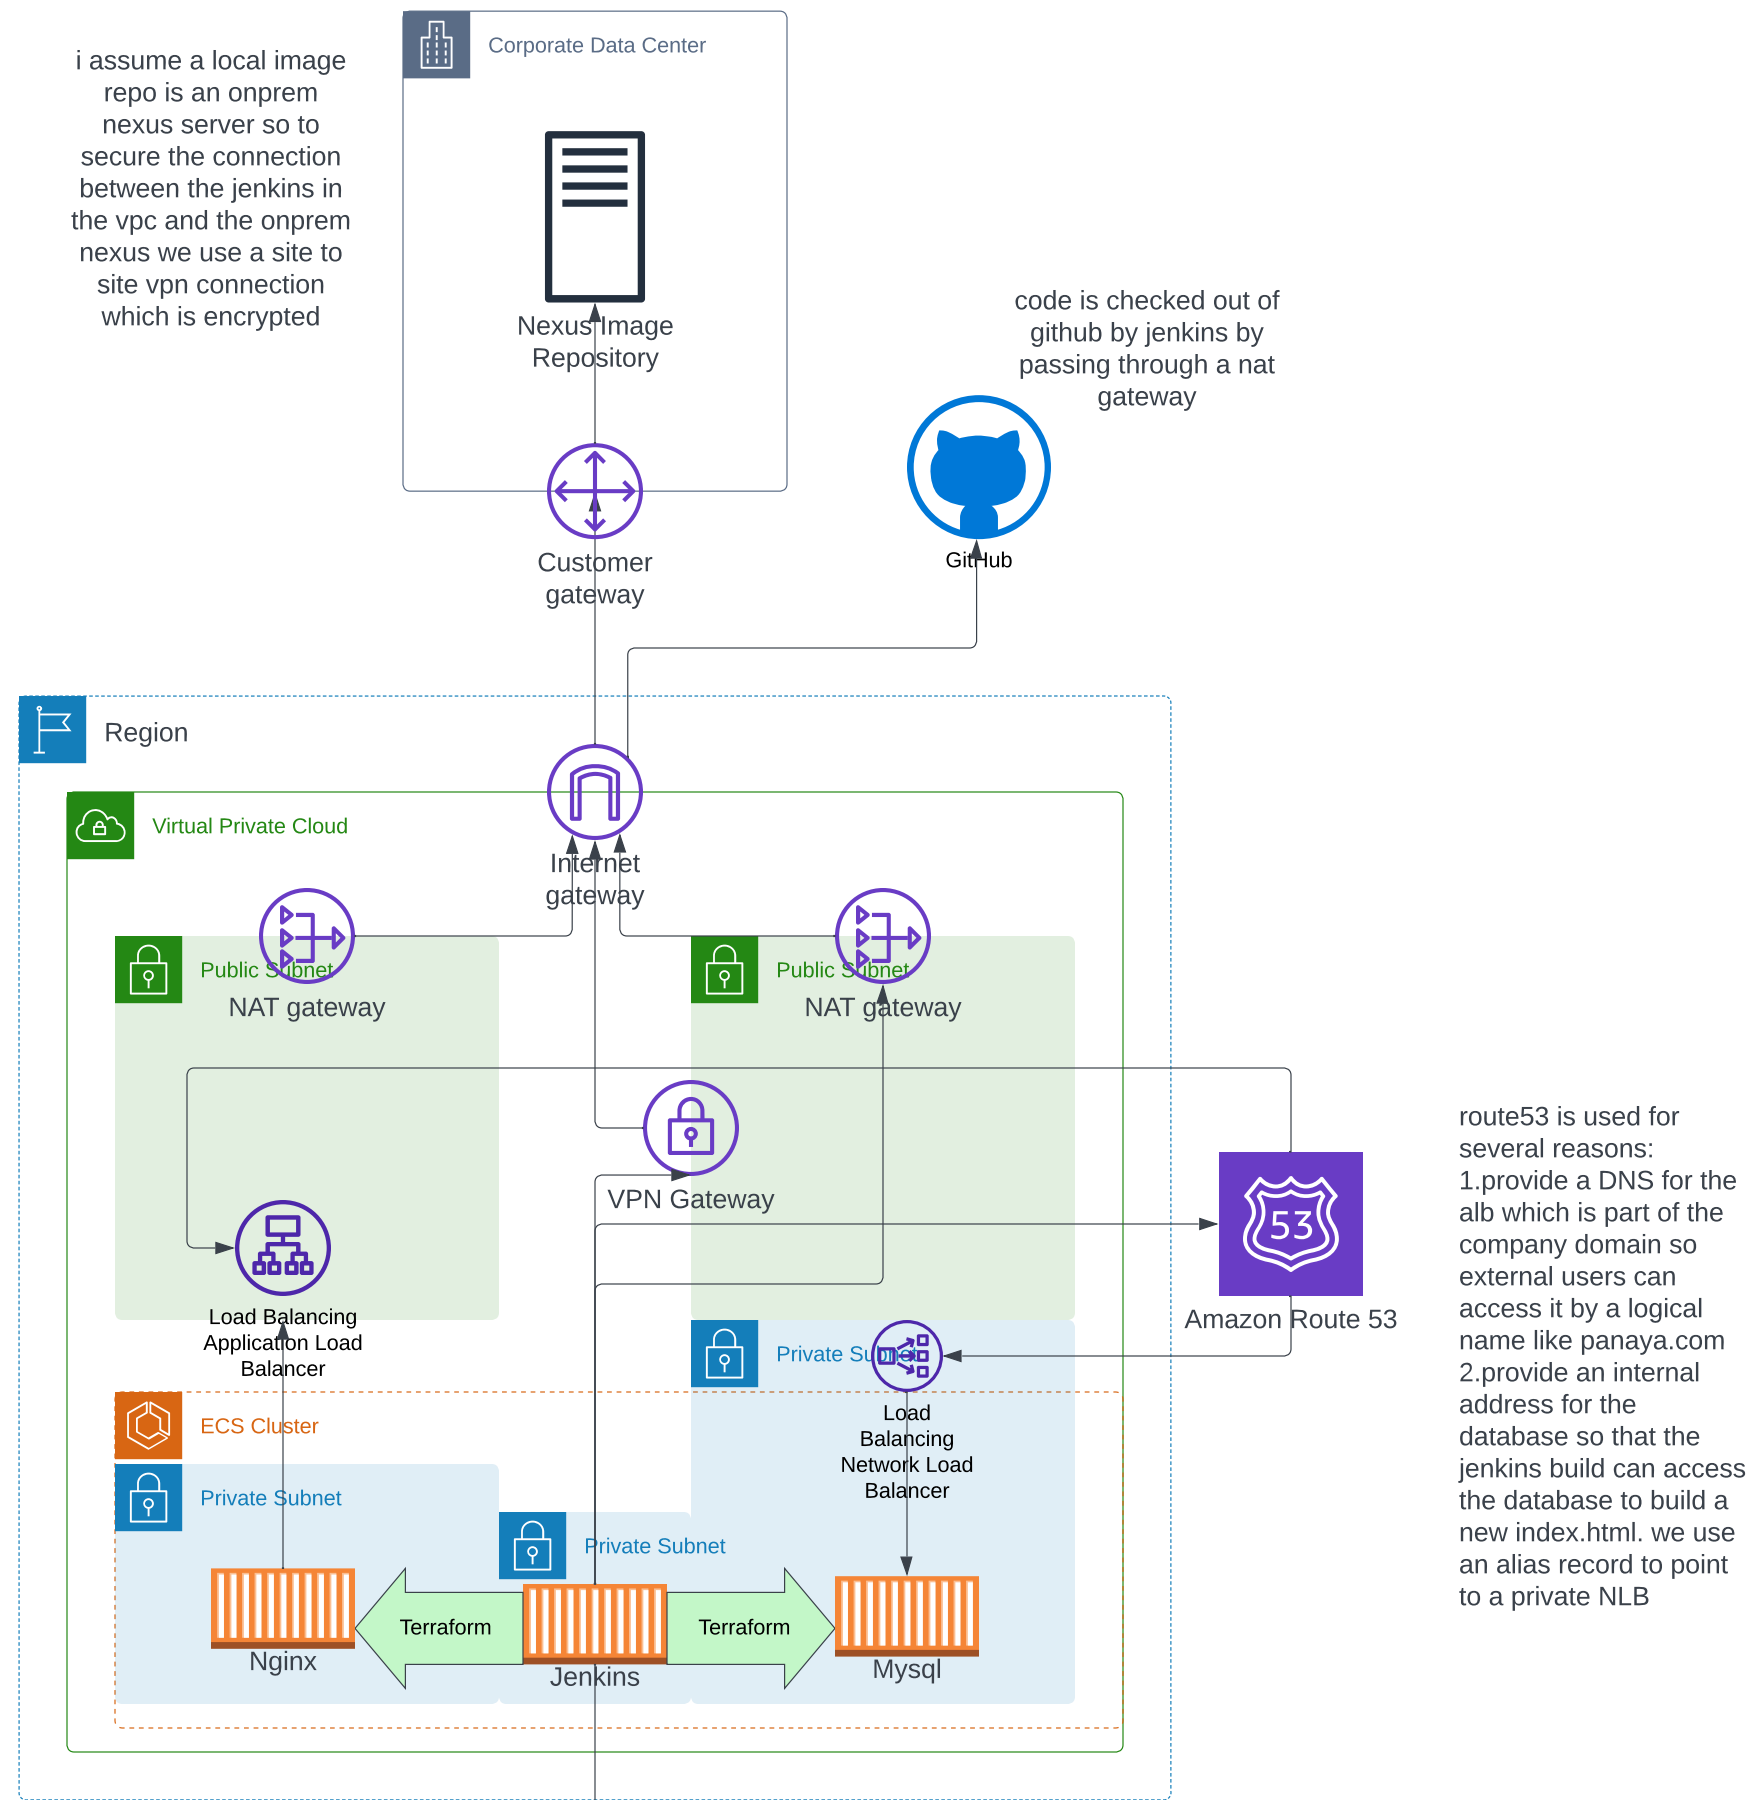 Corporate Data Center
i assume a local image
repo is an onprem
nexus server so to
secure the connection
between the jenkins in
the vpc and the onprem
nexus we use a site to
site vpn connection
which is encrypted
Nexus Image
Repository
code is checked out of
github by jenkins by
passing through a nat
gateway
GitHub
Customer
gateway
Region
Virtual Private Cloud
Internet
gateway
Public Subnet
NAT gateway
Public Subnet
NAT gateway
VPN Gateway
route53 is used for
several reasons:
1.provide a DNS for the
alb which is part of the
company domain so
external users can
access it by a logical
name like panaya.com
2.provide an internal
address for the
database so that the
jenkins build can access
the database to build a
new index.html. we use
an alias record to point
to a private NLB
53
Amazon Route 53
Load Balancing
Application Load
Balancer
Private Subnet
Load
Balancing
Network Load
Balancer
ECS Cluster
Private Subnet
Private Subnet
Terraform
Terraform
Nginx
Jenkins
Mysql